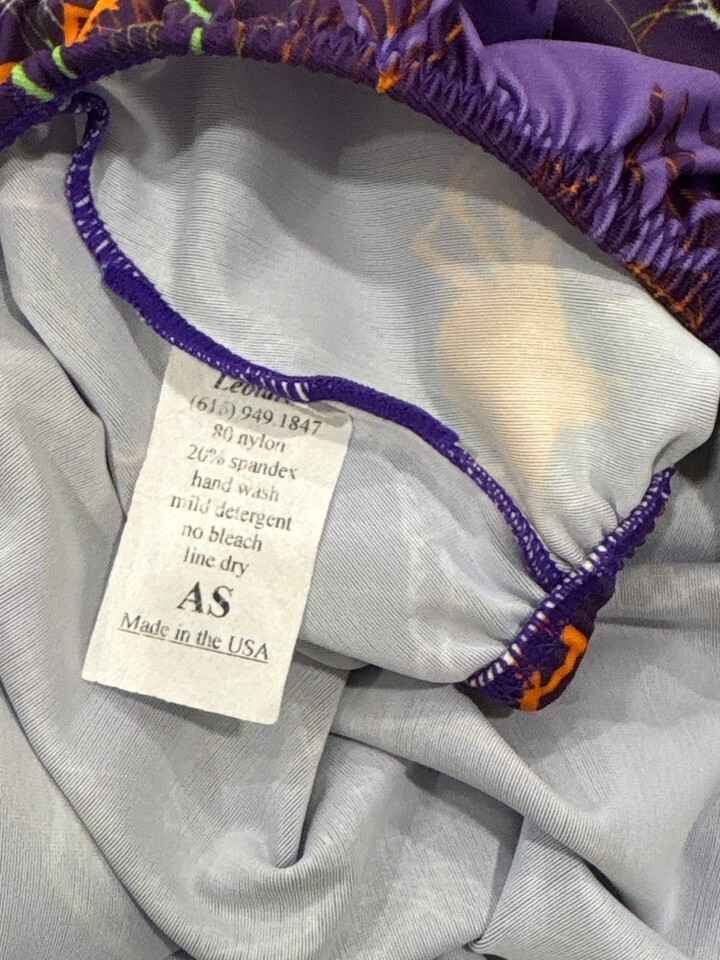 (615) 949.1847
80 nylon
20% spandex
hand wash
mild detergent
no bleach
line dry
AS
Made in the USA